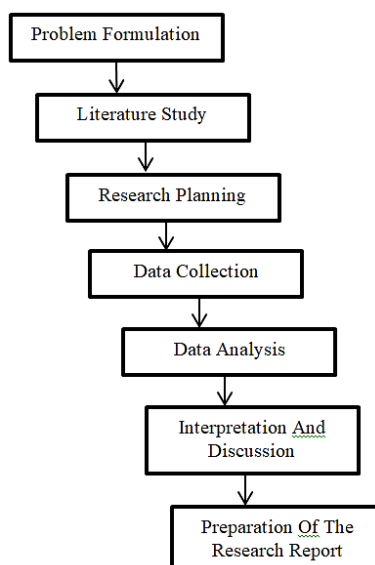 Problem Formulation
Literature Study
Research Planning
Data Collection
Data Analysis
Interpretation And
Discussion
Preparation Of The
Research Report